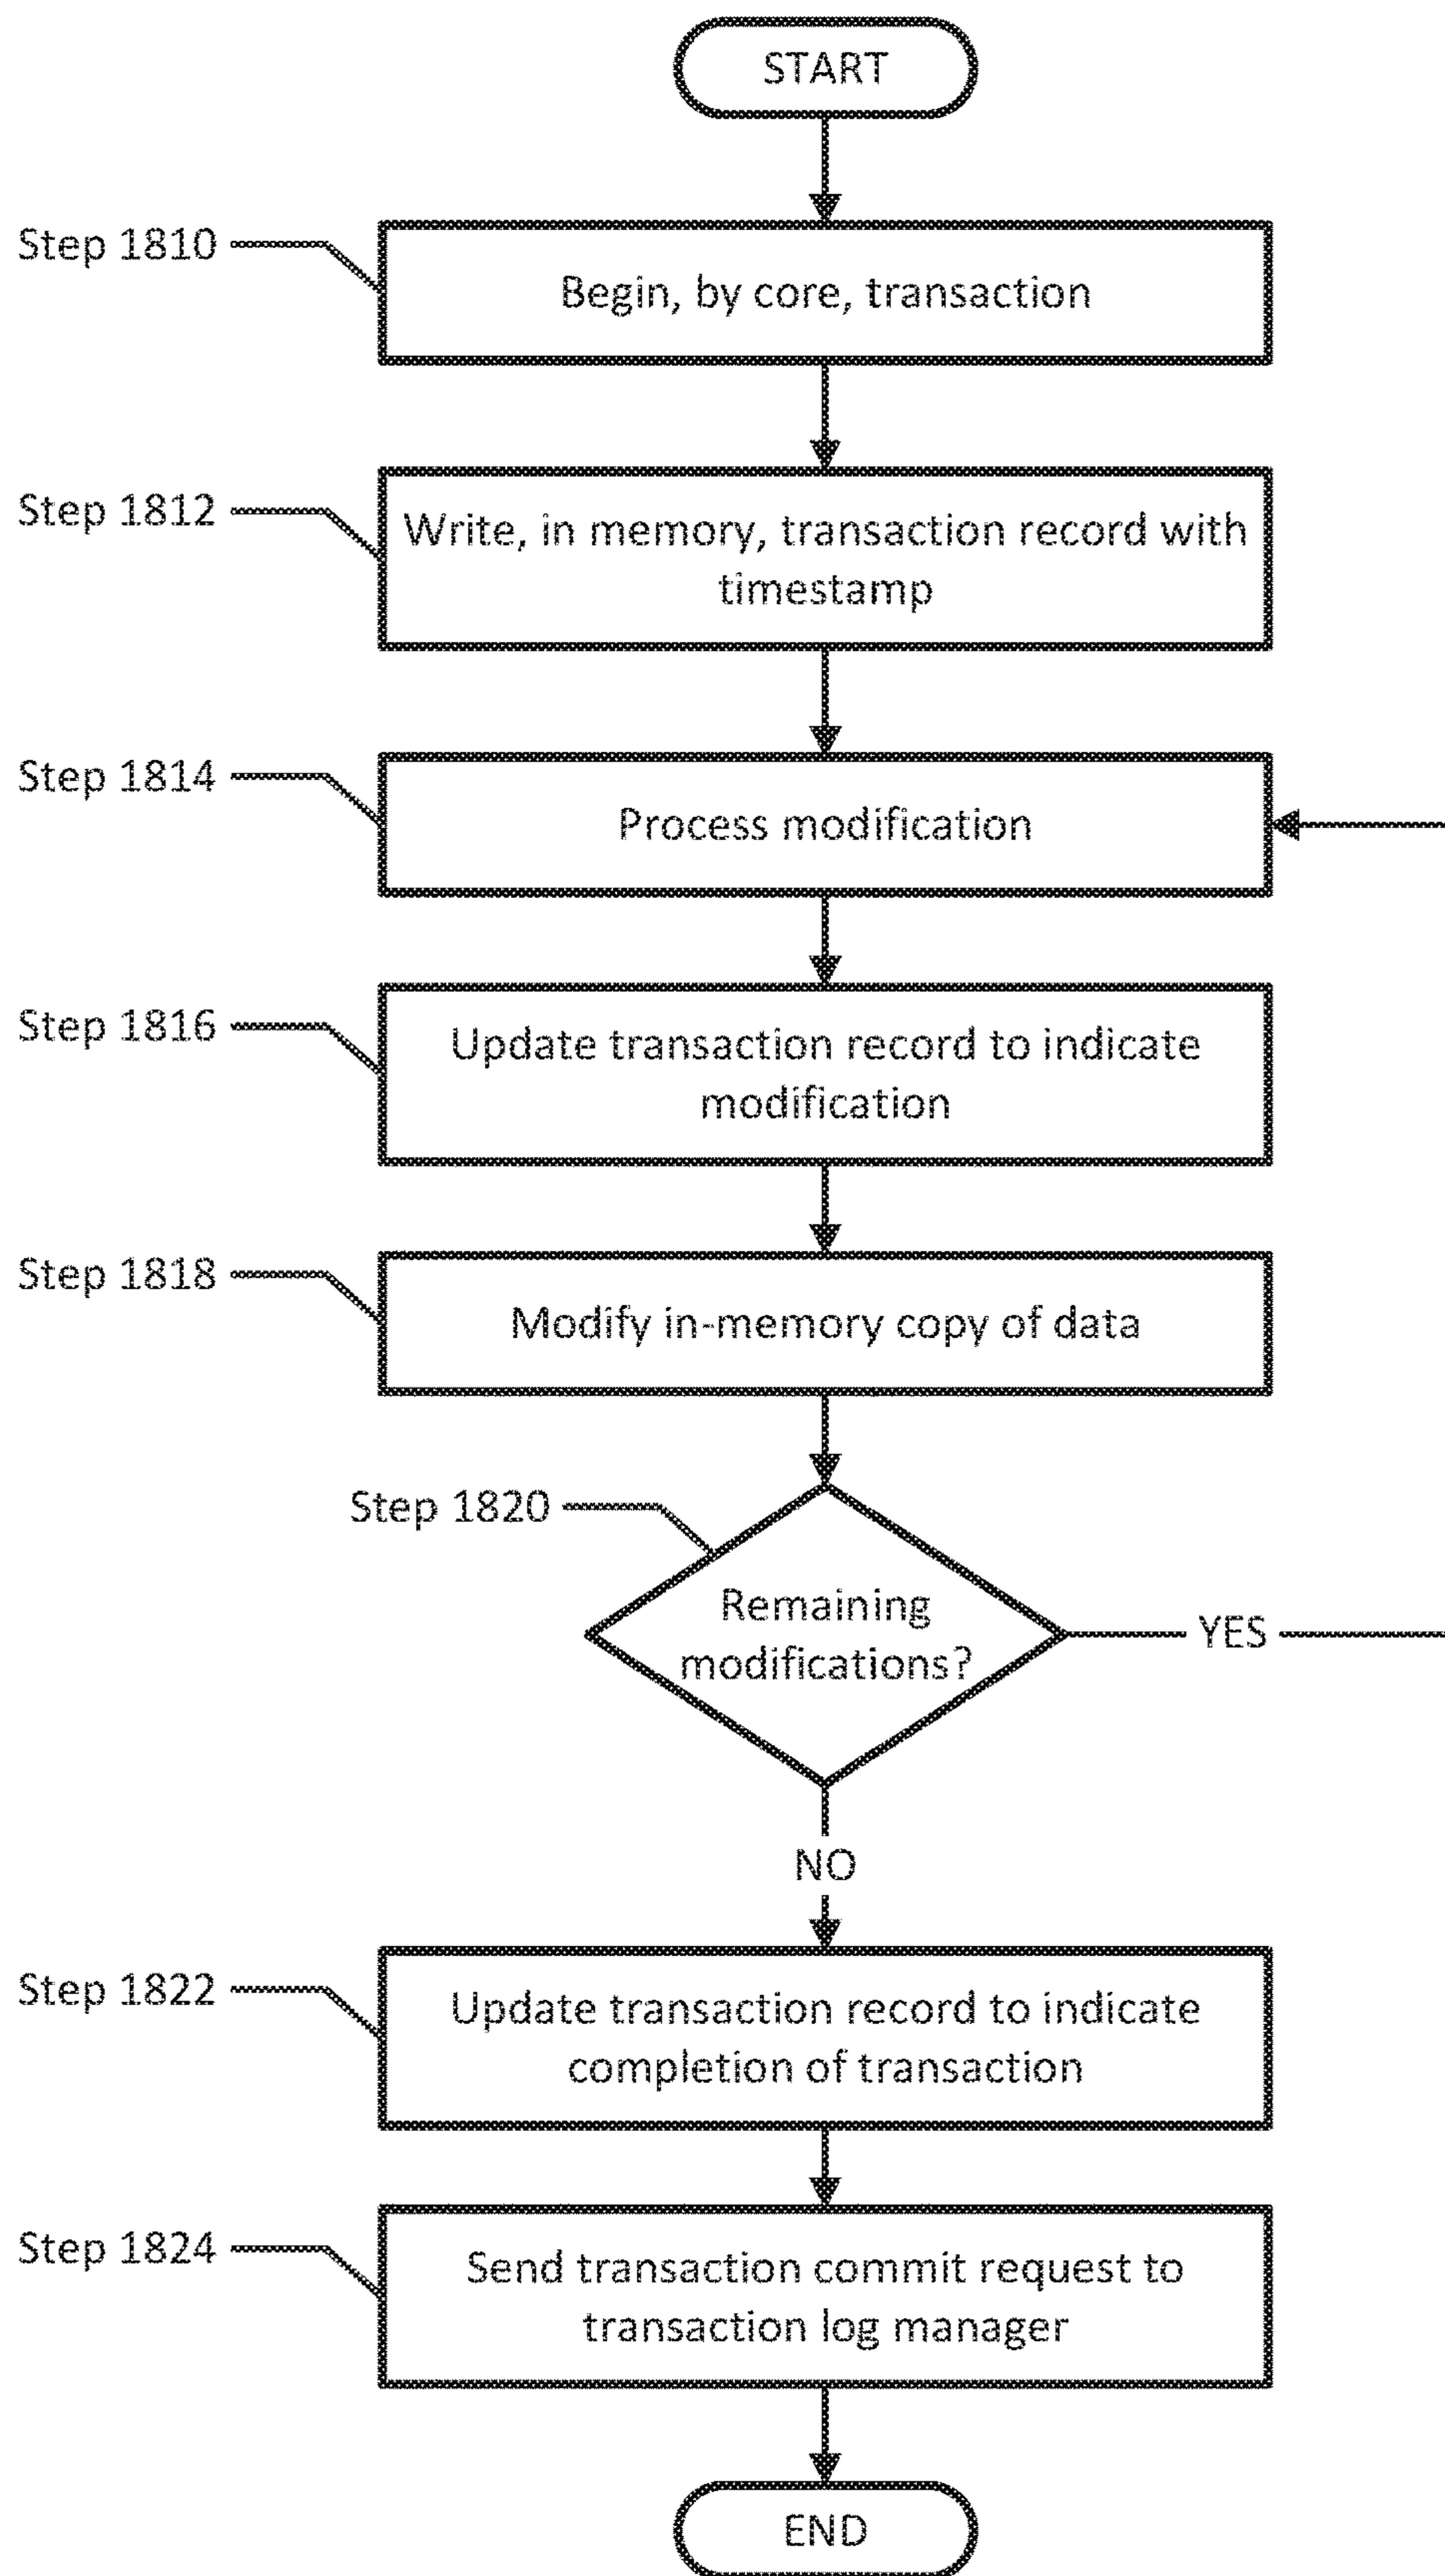 START
Step 1810
Begin, by core, transaction
Step 1812
Write, in memory, transaction record with
timestamp
Step 1814
Process modification
Step 1816
Update transaction record to indicate
modification
Step 1818
Modify in-memory copy of data
Step 1820
Remaining
modifications?
YES
NO
Step 1822
Update transaction record to indicate
completion of transaction
Step 1824
Send transaction commit request to
transaction log manager
END